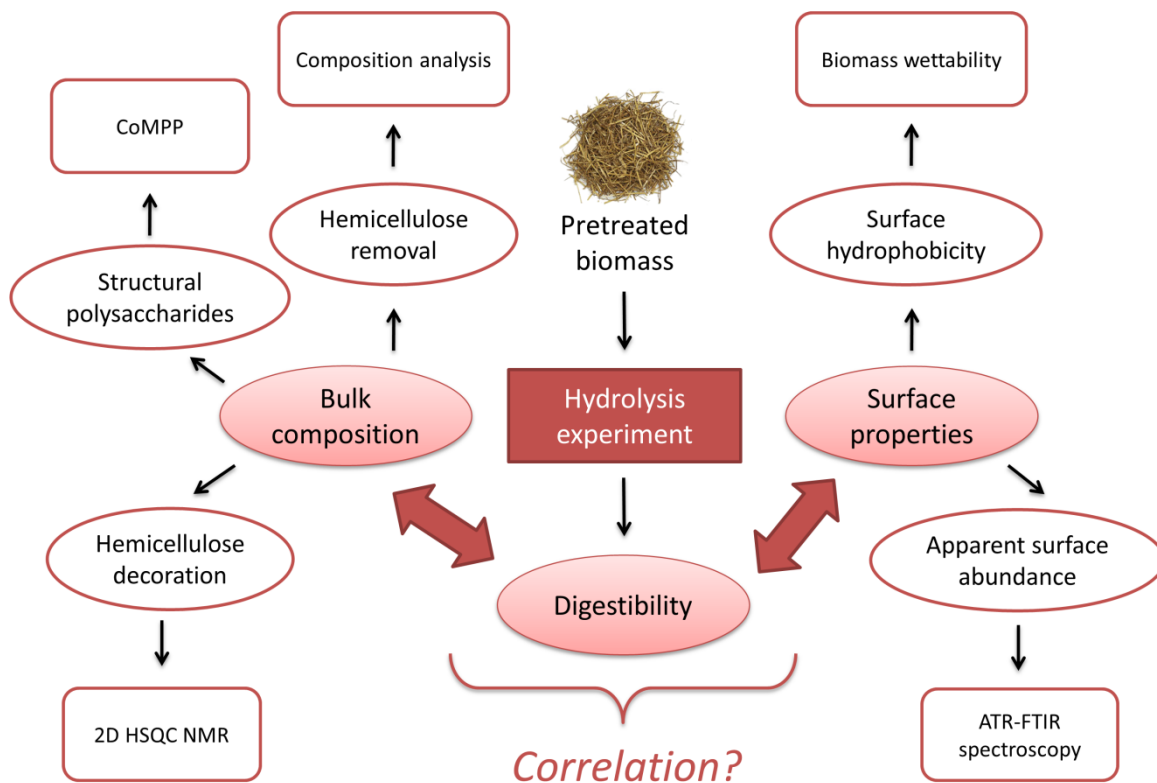 Composition analysis
Biomass wettability
CoMPP
Hemicellulose
removal
Pretreated
biomass
Surface
hydrophobicity
Structural
polysaccharides
Bulk
composition
Hydrolysis
experiment
Surface
properties
Hemicellulose
decoration
Digestibility
Apparent surface
abundance
2D HSQC NMR
ATR-FTIR
spectroscopy
Correlation?